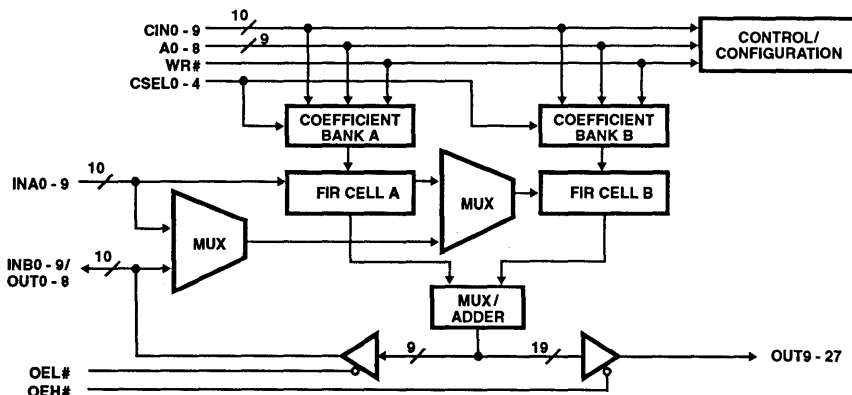 CIN0 - 9
10
A0 - 8
9
WR#
CSEL0 - 4
CONTROL/
CONFIGURATION
COEFFICIENT
BANK A
COEFFICIENT
BANK B
INA0 - 9
10
FIR CELL A
MUX
FIR CELL B
MUX
INB0 - 9/
OUT0 - 8
10
MUX/
ADDER
9
19
OUT9 - 27
OEL#
OEH#